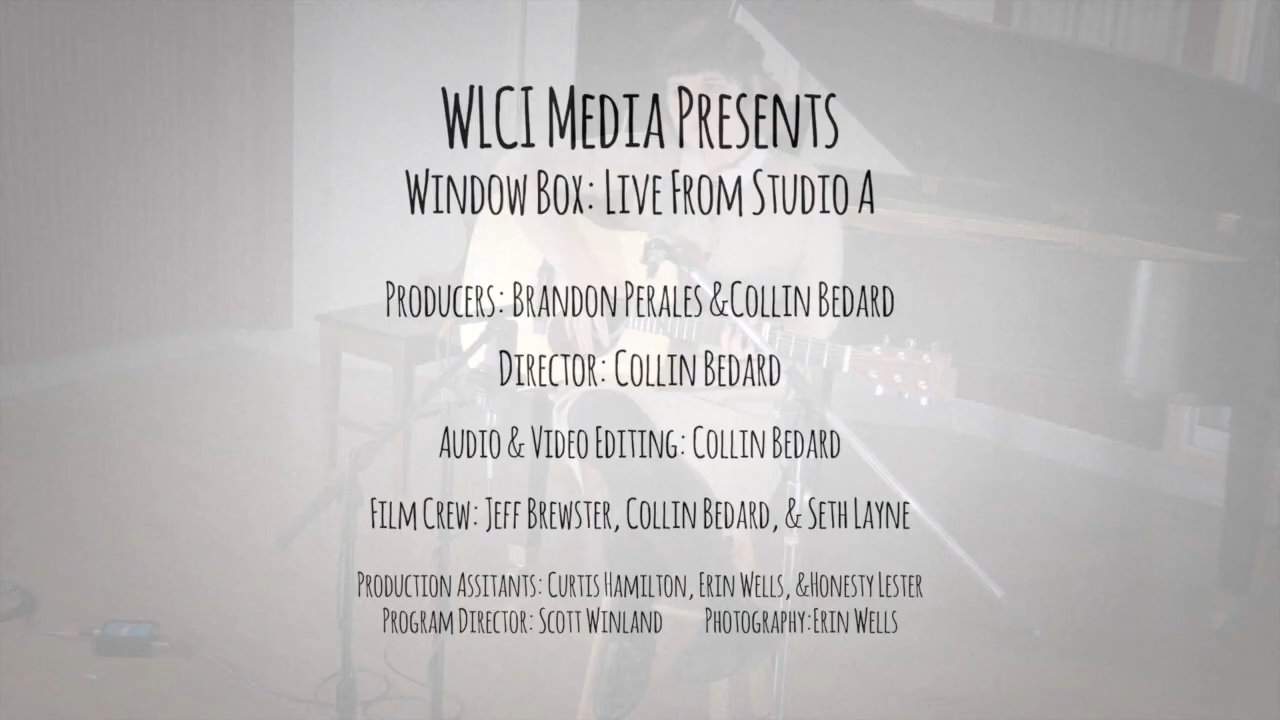 WLCI Media Presents
Window Box: Live From Studio A
Producers: Brandon Perales &Collin Bedard
Director: Collin Bedard
Audio & Video Editing: Collin Bedard
Film Crew: Jeff Brewster, Collin Bedard, & Seth Layne
Production Assitants: Curtis Hamilton, Erin Wells, &Honesty Lester
Program Director: Scott Winland Photography:Erin Wells